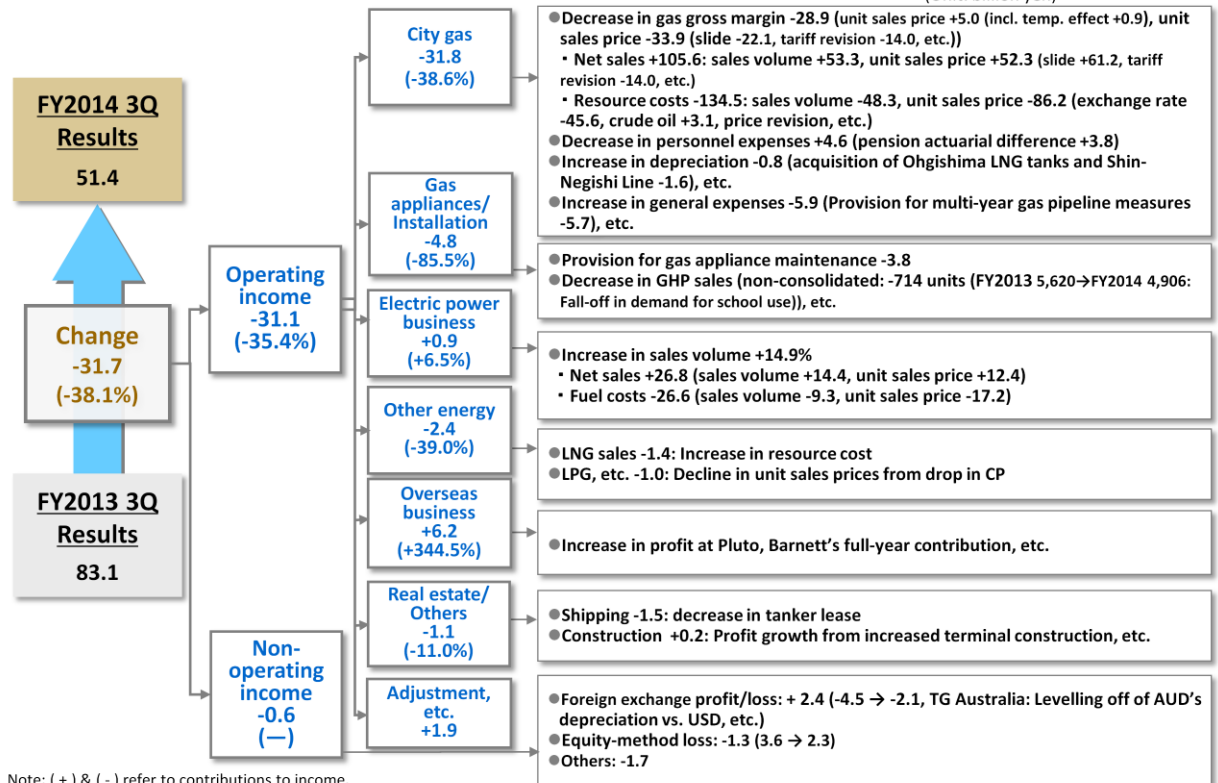 FY2014 3Q
Results
51.4
Change
-31.7
(-38.1%)
FY2013 3Q
Results
83.1
Operating
income
-31.1
(-35.4%)
Non-
operating
income
-0.6
(—)
City gas
-31.8
(-38.6%)
Gas
appliances/
Installation
-4.8
(-85.5%)
Electric power
business
+0.9
(+6.5%)
Other energy
-2.4
(-39.0%)
Overseas
business
+6.2
(+344.5%)
Real estate/
Others
-1.1
(-11.0%)
Adjustment,
etc.
+1.9
●Decrease in gas gross margin -28.9 (unit sales price +5.0 (incl. temp. effect +0.9), unit
sales price -33.9 (slide -22.1, tariff revision -14.0, etc.))
・Net sales +105.6: sales volume +53.3, unit sales price +52.3 (slide +61.2, tariff
revision -14.0, etc.)
・Resource costs -134.5: sales volume -48.3, unit sales price -86.2 (exchange rate
-45.6, crude oil +3.1, price revision, etc.)
●Decrease in personnel expenses +4.6 (pension actuarial difference +3.8)
●Increase in depreciation -0.8 (acquisition of Ohgishima LNG tanks and Shin-
Negishi Line -1.6), etc.
●Increase in general expenses -5.9 (Provision for multi-year gas pipeline measures
-5.7), etc.
●Provision for gas appliance maintenance -3.8
●Decrease in GHP sales (non-consolidated: -714 units (FY2013 5,620→FY2014 4,906:
Fall-off in demand for school use)), etc.
●Increase in sales volume +14.9%
・Net sales +26.8 (sales volume +14.4, unit sales price +12.4)
・Fuel costs -26.6 (sales volume -9.3, unit sales price -17.2)
●LNG sales -1.4: Increase in resource cost
●LPG, etc. -1.0: Decline in unit sales prices from drop in CP
●Increase in profit at Pluto, Barnett's full-year contribution, etc.
●Shipping -1.5: decrease in tanker lease
●Construction +0.2: Profit growth from increased terminal construction, etc.
●Foreign exchange profit/loss: + 2.4 (-4.5 → -2.1, TG Australia: Levelling off of AUD's
depreciation vs. USD, etc.)
●Equity-method loss: -1.3 (3.6 → 2.3)
●Others: -1.7
Note: ( + ) & ( - ) refer to contributions to income